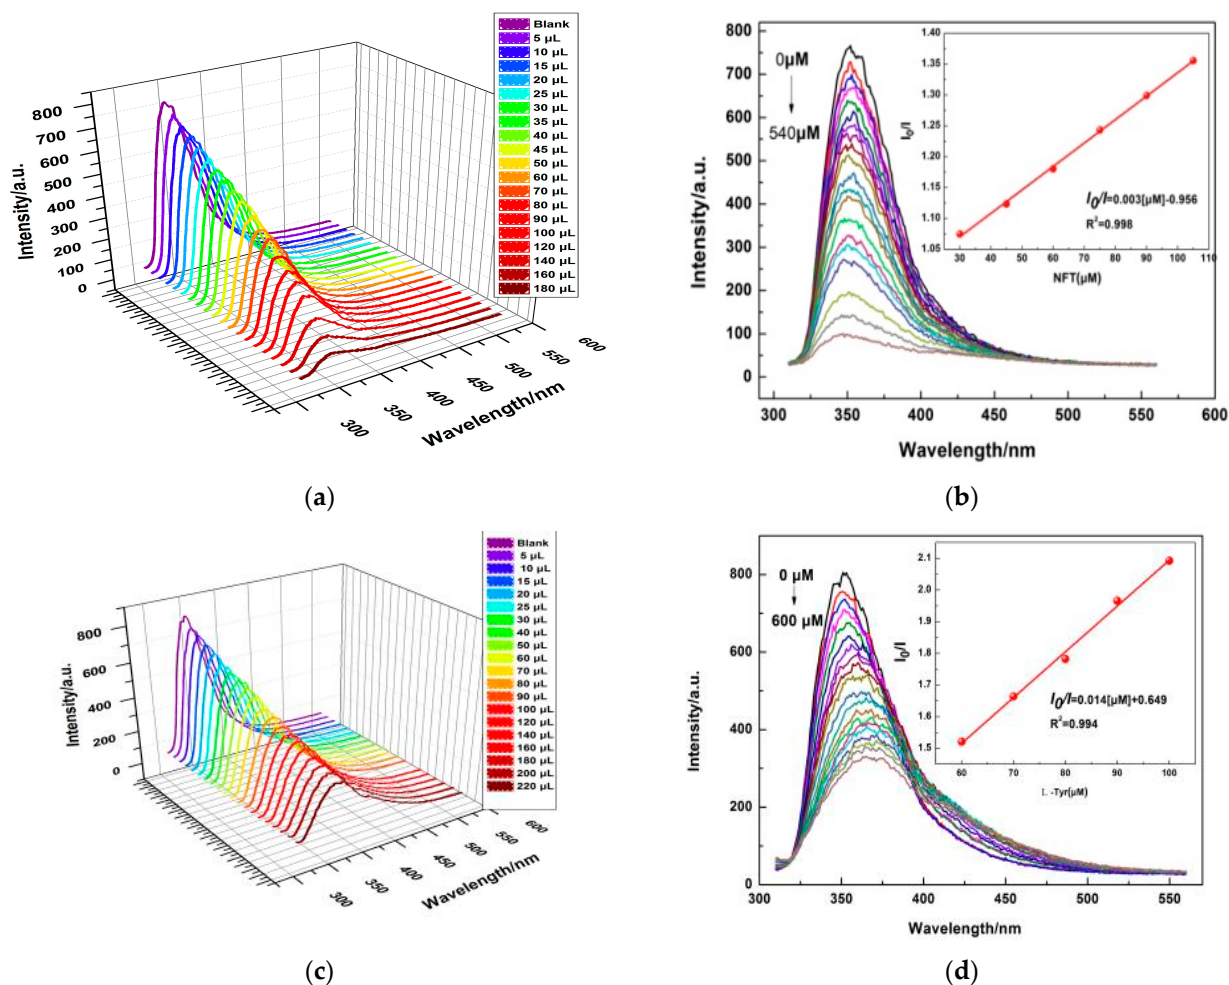 Blank
5 µL
10 µL
15 µL
20 µL
25 µL
30 µL
35 µL
40 µL
45 µL
50 µL
60 µL
70 µL
80 µL
90 µL
100 µL
120 µL
140 µL
160 µL
180 µL
800
700
600
500
400
300
200
100
0
Intensity/a.u.
300
350
400
450
500
550
600
Wavelength/nm
(a)
800
700
600
500
400
300
200
100
0
Intensity/a.u.
300 350 400 450 500 550 600
Wavelength/nm
0µM
540µM
1.40
1.35
1.30
1.25
1.20
1.15
1.10
1.05
I0/I
30 40 50 60 70 80 90 100 110
NFT(µM)
I0/I=0.003[µM]-0.956
R²=0.998
(b)
Blank
5 µL
10 µL
15 µL
20 µL
25 µL
30 µL
40 µL
50 µL
60 µL
70 µL
80 µL
90 µL
100 µL
120 µL
140 µL
160 µL
180 µL
200 µL
220 µL
800
600
400
200
0
Intensity/a.u.
300
350
400
450
500
550
600
Wavelength/nm
(c)
800
700
600
500
400
300
200
100
0
Intensity/a.u.
300 350 400 450 500 550
Wavelength/nm
0 µM
600 µM
2.1
2.0
1.9
1.8
1.7
1.6
1.5
I0/I
60 70 80 90 100
L -Tyr(µM)
I0/I=0.014[µM]+0.649
R²=0.994
(d)